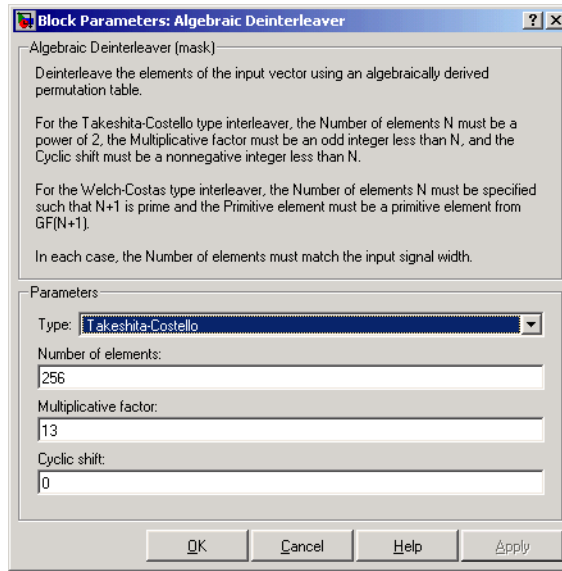 Block Parameters: Algebraic Deinterleaver
Algebraic Deinterleaver (mask)
Deinterleave the elements of the input vector using an algebraically derived
permutation table.
For the Takeshita-Costello type interleaver, the Number of elements N must be a
power of 2, the Multiplicative factor must be an odd integer less than N, and the
Cyclic shift must be a nonnegative integer less than N.
For the Welch-Costas type interleaver, the Number of elements N must be specified
such that N+1 is prime and the Primitive element must be a primitive element from
GF(N+1).
In each case, the Number of elements must match the input signal width.
Parameters
Type: Takeshita-Costello
Number of elements:
256
Multiplicative factor:
13
Cyclic shift:
0
OK Cancel Help Apply